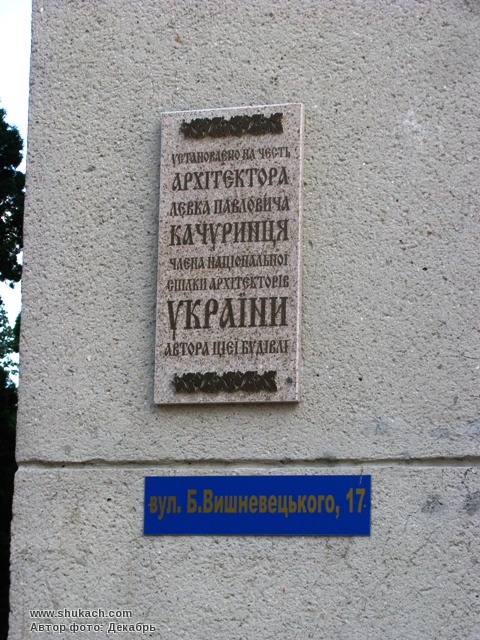 УСТАНОВЛЕНО НА ЧЕСТЬ
АРХІТЕКТОРА
ЛЕВКА ПАВЛОВИЧА
КАЧУРИНЦЯ
ЧЛЕНА НАЦІОНАЛЬНОЇ
СПІЛКИ АРХІТЕКТОРІВ
УКРАЇНИ
АВТОРА ЦІЄЇ БУДІВЛІ
вул. Б.Вишневецького, 17
www.shukach.com
Автор фото: Декабрь